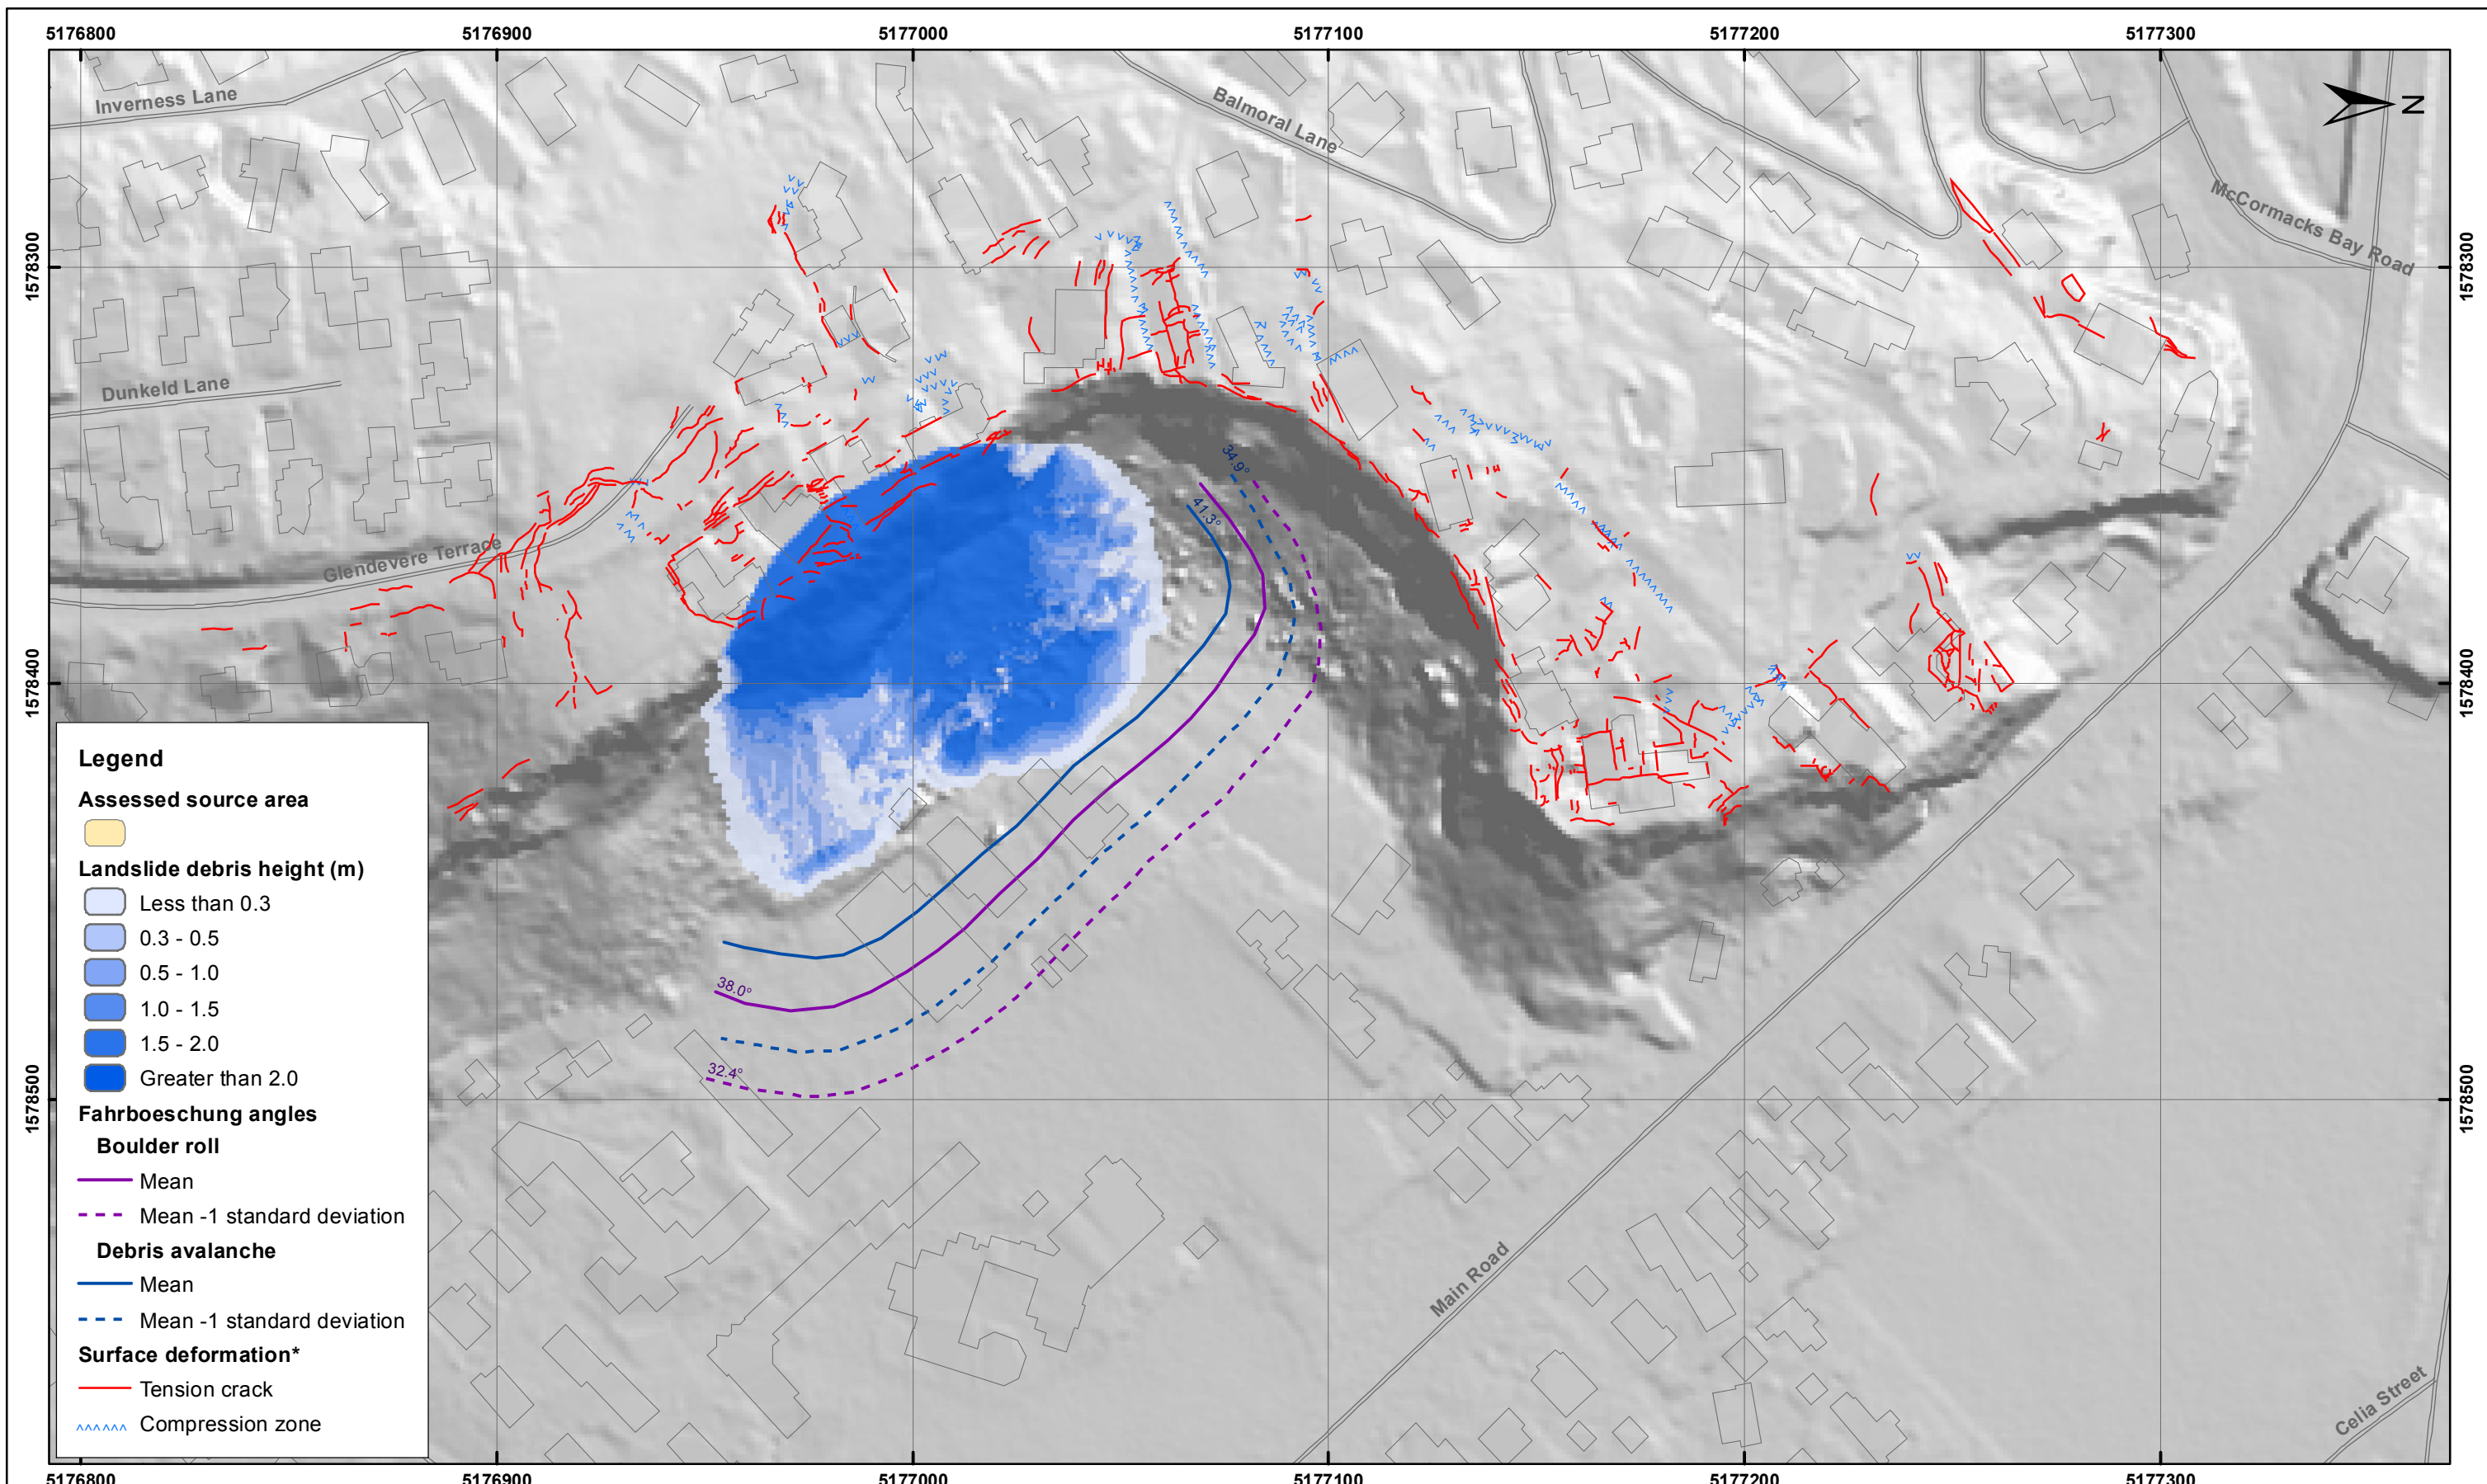 5176800 5176900 5177000 5177100 5177200 5177300
Inverness Lane
Balmoral Lane
N
McCormacks Bay Road
1578300 1578300
Dunkeld Lane
34.9°
41.3°
Glendevere Terrace
1578400 1578400
Legend
Assessed source area
Landslide debris height (m)
Less than 0.3
0.3 - 0.5
0.5 - 1.0
1.0 - 1.5
1.5 - 2.0
Greater than 2.0
Fahrboeschung angles
Boulder roll
Mean
Mean -1 standard deviation
Debris avalanche
Mean
Mean -1 standard deviation
Surface deformation*
Tension crack
Compression zone
38.0°
32.4°
1578500 1578500
Main Road
Celia Street
5176800 5176900 5177000 5177100 5177200 5177300